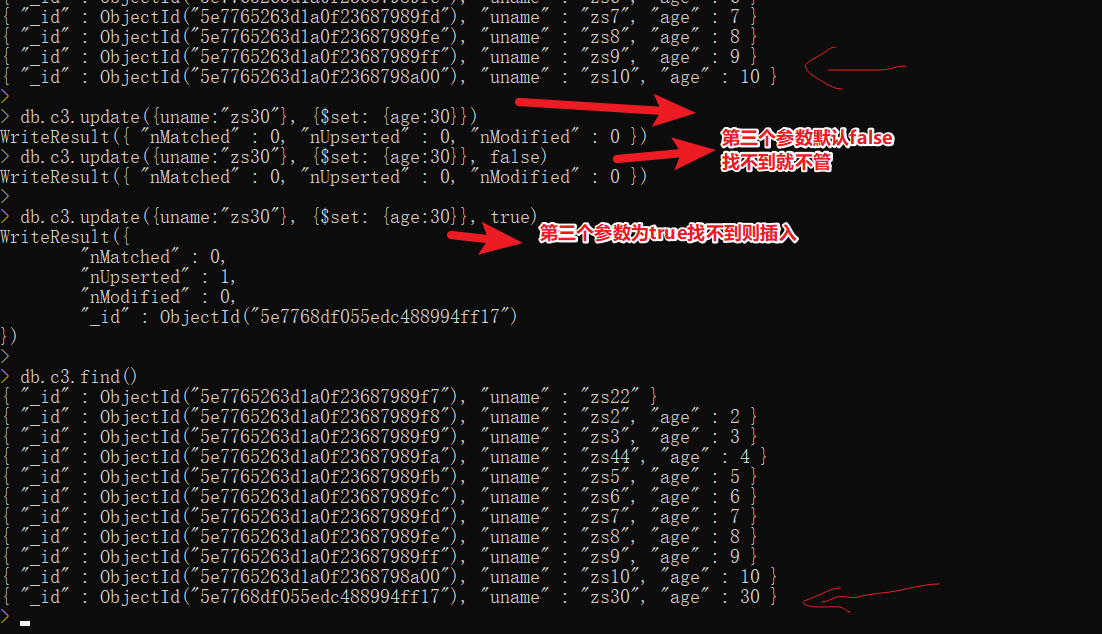 { "_id" : ObjectId("5e7765263d1a0f23687989fd"), "uname" : "zs7", "age" : 7 }
{ "_id" : ObjectId("5e7765263d1a0f23687989fe"), "uname" : "zs8", "age" : 8 }
{ "_id" : ObjectId("5e7765263d1a0f23687989ff"), "uname" : "zs9", "age" : 9 }
{ "_id" : ObjectId("5e7765263d1a0f2368798a00"), "uname" : "zs10", "age" : 10 }
>
> db.c3.update({uname:"zs30"}, {$set: {age:30}})
WriteResult({ "nMatched" : 0, "nUpserted" : 0, "nModified" : 0 })
第三个参数默认false
> db.c3.update({uname:"zs30"}, {$set: {age:30}}, false)
找不到就不管
WriteResult({ "nMatched" : 0, "nUpserted" : 0, "nModified" : 0 })
>
> db.c3.update({uname:"zs30"}, {$set: {age:30}}, true)
第三个参数为true找不到则插入
WriteResult({
"nMatched" : 0,
"nUpserted" : 1,
"nModified" : 0,
"_id" : ObjectId("5e7768df055edc488994ff17")
})
>
> db.c3.find()
{ "_id" : ObjectId("5e7765263d1a0f23687989f7"), "uname" : "zs22" }
{ "_id" : ObjectId("5e7765263d1a0f23687989f8"), "uname" : "zs2", "age" : 2 }
{ "_id" : ObjectId("5e7765263d1a0f23687989f9"), "uname" : "zs3", "age" : 3 }
{ "_id" : ObjectId("5e7765263d1a0f23687989fa"), "uname" : "zs44", "age" : 4 }
{ "_id" : ObjectId("5e7765263d1a0f23687989fb"), "uname" : "zs5", "age" : 5 }
{ "_id" : ObjectId("5e7765263d1a0f23687989fc"), "uname" : "zs6", "age" : 6 }
{ "_id" : ObjectId("5e7765263d1a0f23687989fd"), "uname" : "zs7", "age" : 7 }
{ "_id" : ObjectId("5e7765263d1a0f23687989fe"), "uname" : "zs8", "age" : 8 }
{ "_id" : ObjectId("5e7765263d1a0f23687989ff"), "uname" : "zs9", "age" : 9 }
{ "_id" : ObjectId("5e7765263d1a0f2368798a00"), "uname" : "zs10", "age" : 10 }
{ "_id" : ObjectId("5e7768df055edc488994ff17"), "uname" : "zs30", "age" : 30 }
>